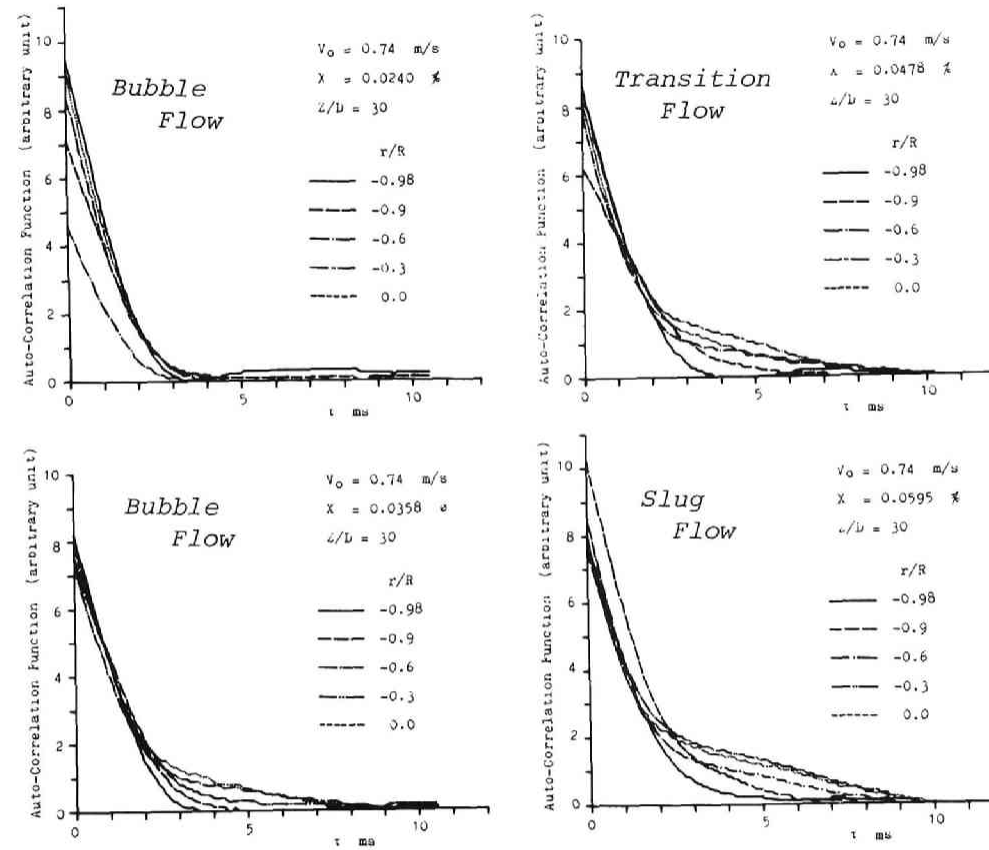 Auto-Correlation Function (arbitrary unit)
10
8
6
4
2
0
0
5
10
τ ms
Bubble
Flow
V₀ = 0.74 m/s
X = 0.0240 %
Z/D = 30
r/R
-0.98
-0.9
-0.6
-0.3
0.0
Auto-Correlation Function (arbitrary unit)
10
8
6
4
2
0
0
5
10
τ ms
Transition
Flow
V₀ = 0.74 m/s
= 0.0478 %
Z/D = 30
r/R
-0.98
-0.9
-0.6
-0.3
0.0
Auto-Correlation Function (arbitrary unit)
10
8
6
4
2
0
0
5
10
τ ms
Bubble
Flow
V₀ = 0.74 m/s
X = 0.0358
Z/D = 30
r/R
-0.98
-0.9
-0.6
-0.3
0.0
Auto-Correlation Function (arbitrary unit)
10
8
6
4
2
0
0
5
10
τ ms
Slug
Flow
V₀ = 0.74 m/s
X = 0.0595 %
Z/D = 30
r/R
-0.98
-0.9
-0.6
-0.3
0.0